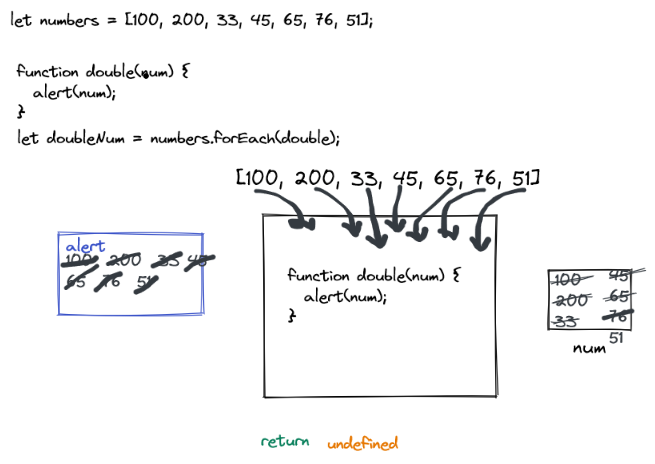 let numbers = [100, 200, 33, 45, 65, 76, 51];
function double(num) {
alert(num);
}
let doubleNum = numbers.forEach(double);
[100, 200, 33, 45, 65, 76, 51]
alert
100 200 33 45
65 76 51
function double(num) {
alert(num);
}
100 45
200 65
33 76
51
num
return undefined